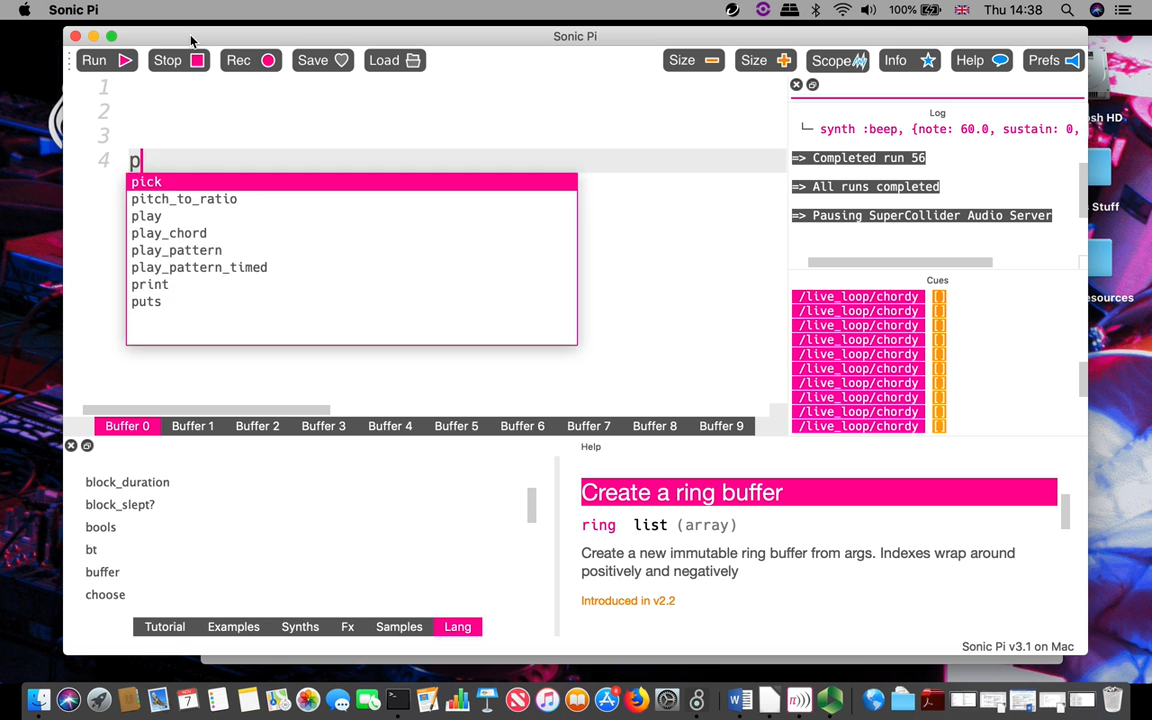 Sonic Pi
100%
Thu 14:38
Sonic Pi
Run Stop Rec Save Load Size Size Scope Info Help Prefs
1
2
3
4 p
pick
pitch_to_ratio
play
play_chord
play_pattern
play_pattern_timed
print
puts
Log
synth :beep, {note: 60.0, sustain: 0,
=> Completed run 56
=> All runs completed
=> Pausing SuperCollider Audio Server
Cues
/live_loop/chordy []
/live_loop/chordy []
/live_loop/chordy []
/live_loop/chordy []
/live_loop/chordy []
/live_loop/chordy []
/live_loop/chordy []
/live_loop/chordy []
/live_loop/chordy []
/live_loop/chordy []
Buffer 0 Buffer 1 Buffer 2 Buffer 3 Buffer 4 Buffer 5 Buffer 6 Buffer 7 Buffer 8 Buffer 9
block_duration
block_slept?
bools
bt
buffer
choose
Tutorial Examples Synths Fx Samples Lang
Help
Create a ring buffer
ring list (array)
Create a new immutable ring buffer from args. Indexes wrap around
positively and negatively
Introduced in v2.2
Sonic Pi v3.1 on Mac
osh HD
Stuff
esources